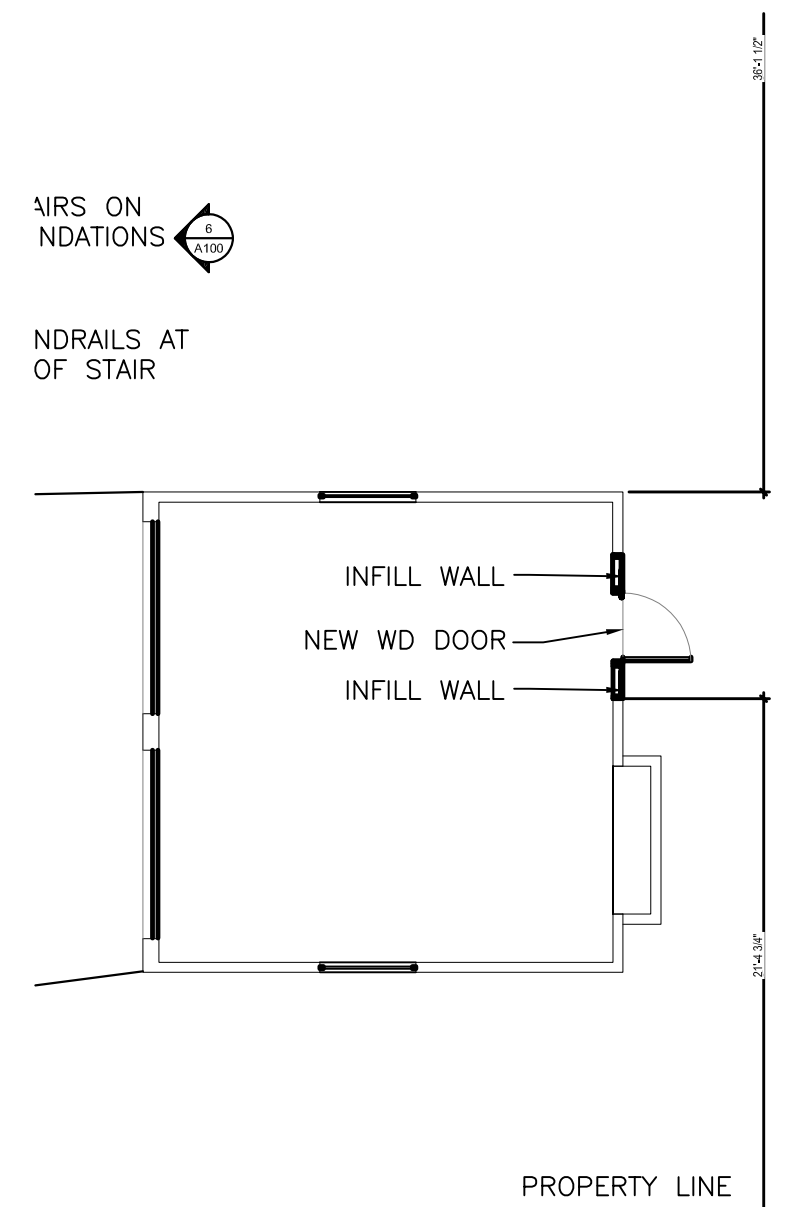 36'-1 1/2"
AIRS ON
NDATIONS
6
A100
NDRAILS AT
OF STAIR
INFILL WALL
NEW WD DOOR
INFILL WALL
21'-4 3/4"
PROPERTY LINE